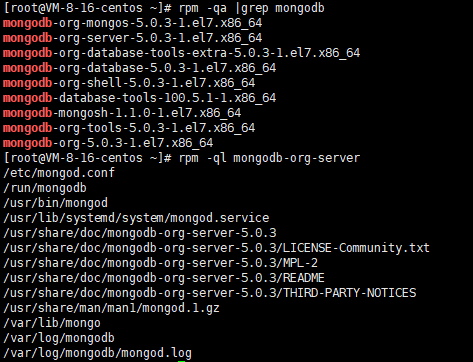 [root@VM-8-16-centos ~]# rpm -qa |grep mongodb
mongodb-org-mongos-5.0.3-1.el7.x86_64
mongodb-org-server-5.0.3-1.el7.x86_64
mongodb-org-database-tools-extra-5.0.3-1.el7.x86_64
mongodb-org-database-5.0.3-1.el7.x86_64
mongodb-org-shell-5.0.3-1.el7.x86_64
mongodb-database-tools-100.5.1-1.x86_64
mongodb-mongosh-1.1.0-1.el7.x86_64
mongodb-org-tools-5.0.3-1.el7.x86_64
mongodb-org-5.0.3-1.el7.x86_64
[root@VM-8-16-centos ~]# rpm -ql mongodb-org-server
/etc/mongod.conf
/run/mongodb
/usr/bin/mongod
/usr/lib/systemd/system/mongod.service
/usr/share/doc/mongodb-org-server-5.0.3
/usr/share/doc/mongodb-org-server-5.0.3/LICENSE-Community.txt
/usr/share/doc/mongodb-org-server-5.0.3/MPL-2
/usr/share/doc/mongodb-org-server-5.0.3/README
/usr/share/doc/mongodb-org-server-5.0.3/THIRD-PARTY-NOTICES
/usr/share/man/man1/mongod.1.gz
/var/lib/mongo
/var/log/mongodb
/var/log/mongodb/mongod.log